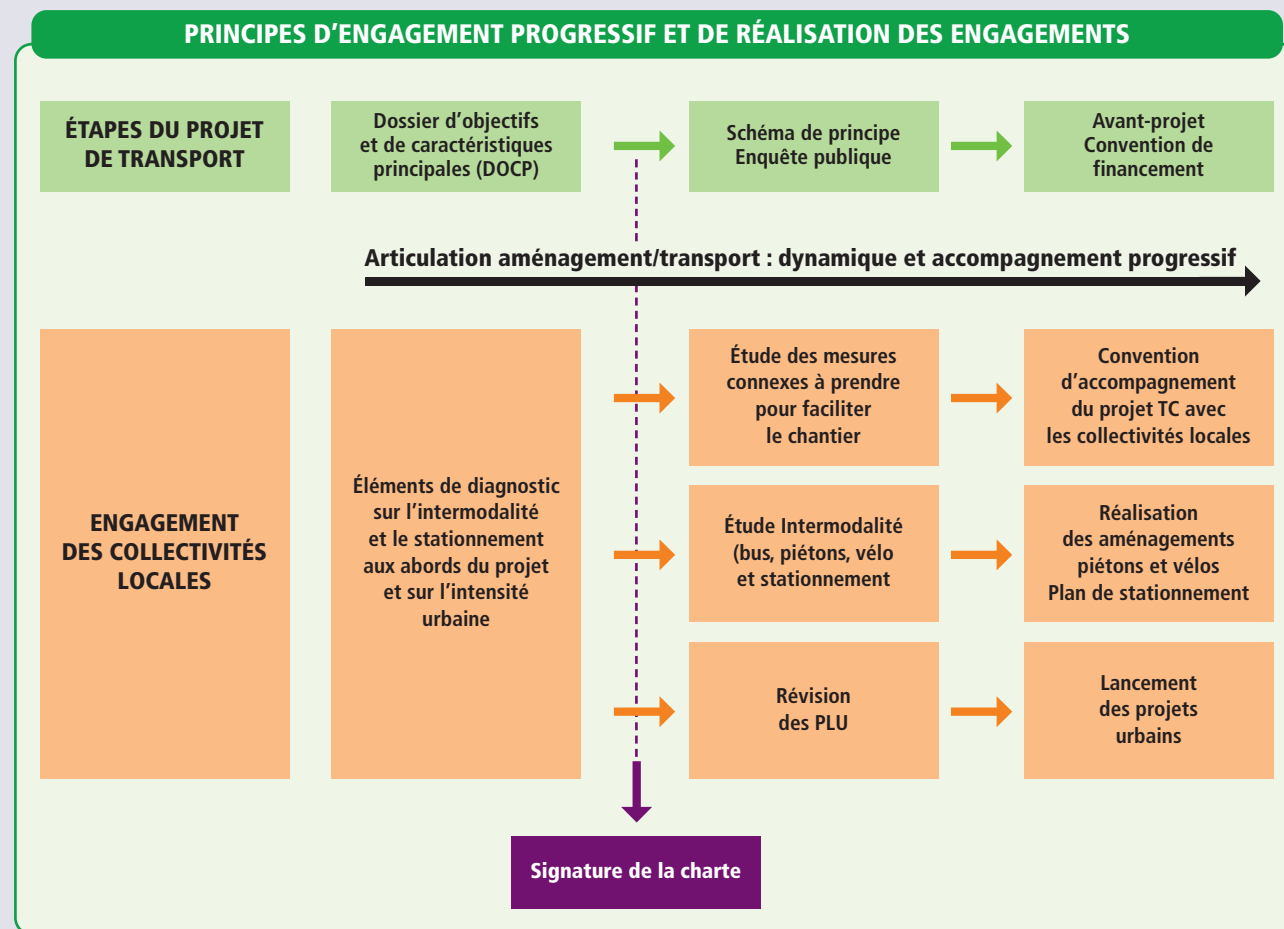 PRINCIPES D'ENGAGEMENT PROGRESSIF ET DE RÉALISATION DES ENGAGEMENTS
ÉTAPES DU PROJET
DE TRANSPORT
Dossier d'objectifs
et de caractéristiques
principales (DOCP)
Schéma de principe
Enquête publique
Avant-projet
Convention de
financement
Articulation aménagement/transport : dynamique et accompagnement progressif
ENGAGEMENT
DES COLLECTIVITÉS
LOCALES
Éléments de diagnostic
sur l'intermodalité
et le stationnement
aux abords du projet
et sur l'intensité
urbaine
Étude des mesures
connexes à prendre
pour faciliter
le chantier
Convention
d'accompagnement
du projet TC avec
les collectivités locales
Étude Intermodalité
(bus, piétons, vélo
et stationnement
Réalisation
des aménagements
piétons et vélos
Plan de stationnement
Révision
des PLU
Lancement
des projets
urbains
Signature de la charte